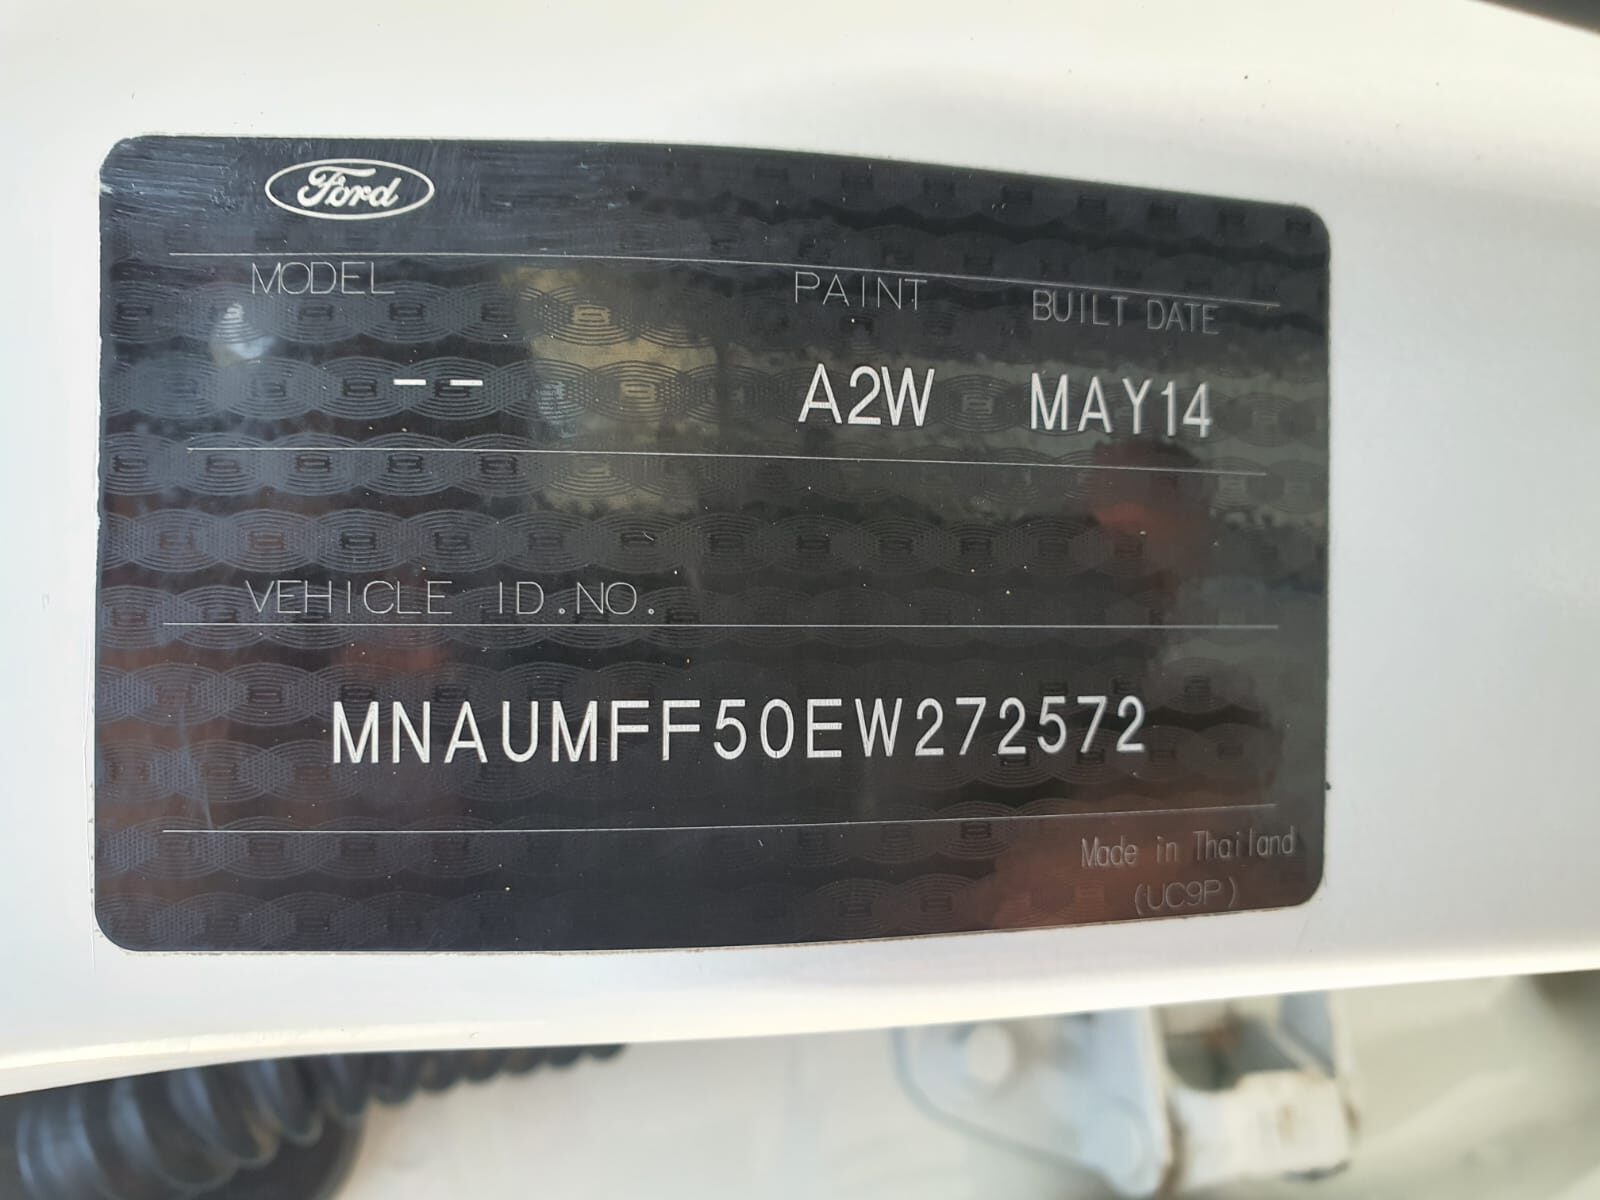 Ford
MODEL PAINT BUILT DATE
-- A2W MAY14
VEHICLE ID.NO.
MNAUMFF50EW272572
Made in Thailand
(UC9P)